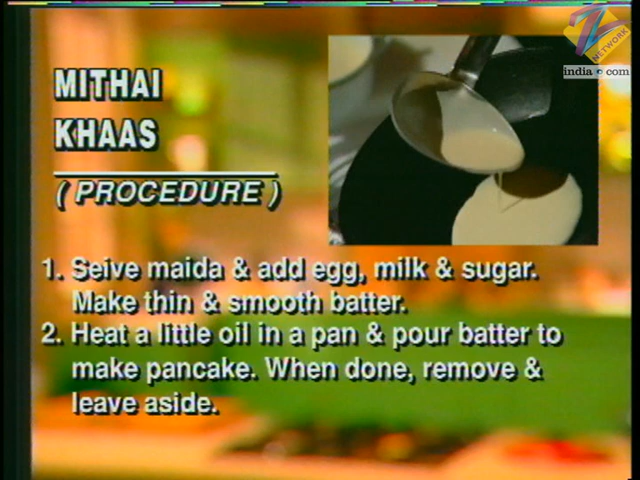 NETWORK
india com
MITHAI
KHAAS
( PROCEDURE )
1. Seive maida & add egg, milk & sugar.
Make thin & smooth batter.
2. Heat a little oil in a pan & pour batter to
make pancake. When done, remove &
leave aside.